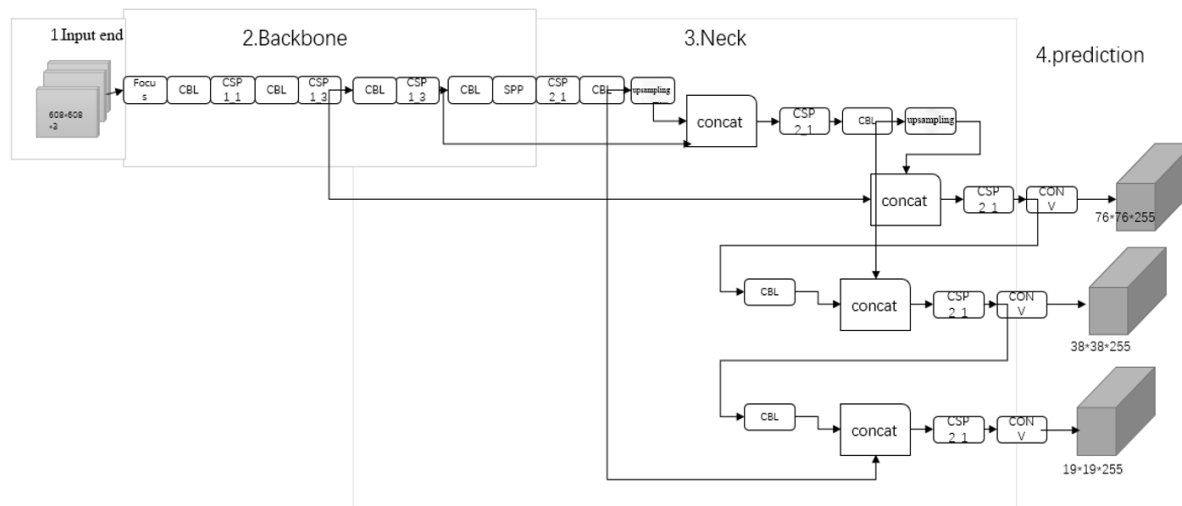 1.Input end
2.Backbone
3.Neck
4.prediction
608*608
*3
Focu
s
CBL
CSP
1_1
CBL
CSP
1_3
CBL
CSP
1_3
CBL
SPP
CSP
2_1
CBL
upsampling
concat
CSP
2_1
CBL
upsampling
concat
CSP
2_1
CON
V
76*76*255
CBL
concat
CSP
2_1
CON
V
38*38*255
CBL
concat
CSP
2_1
CON
V
19*19*255